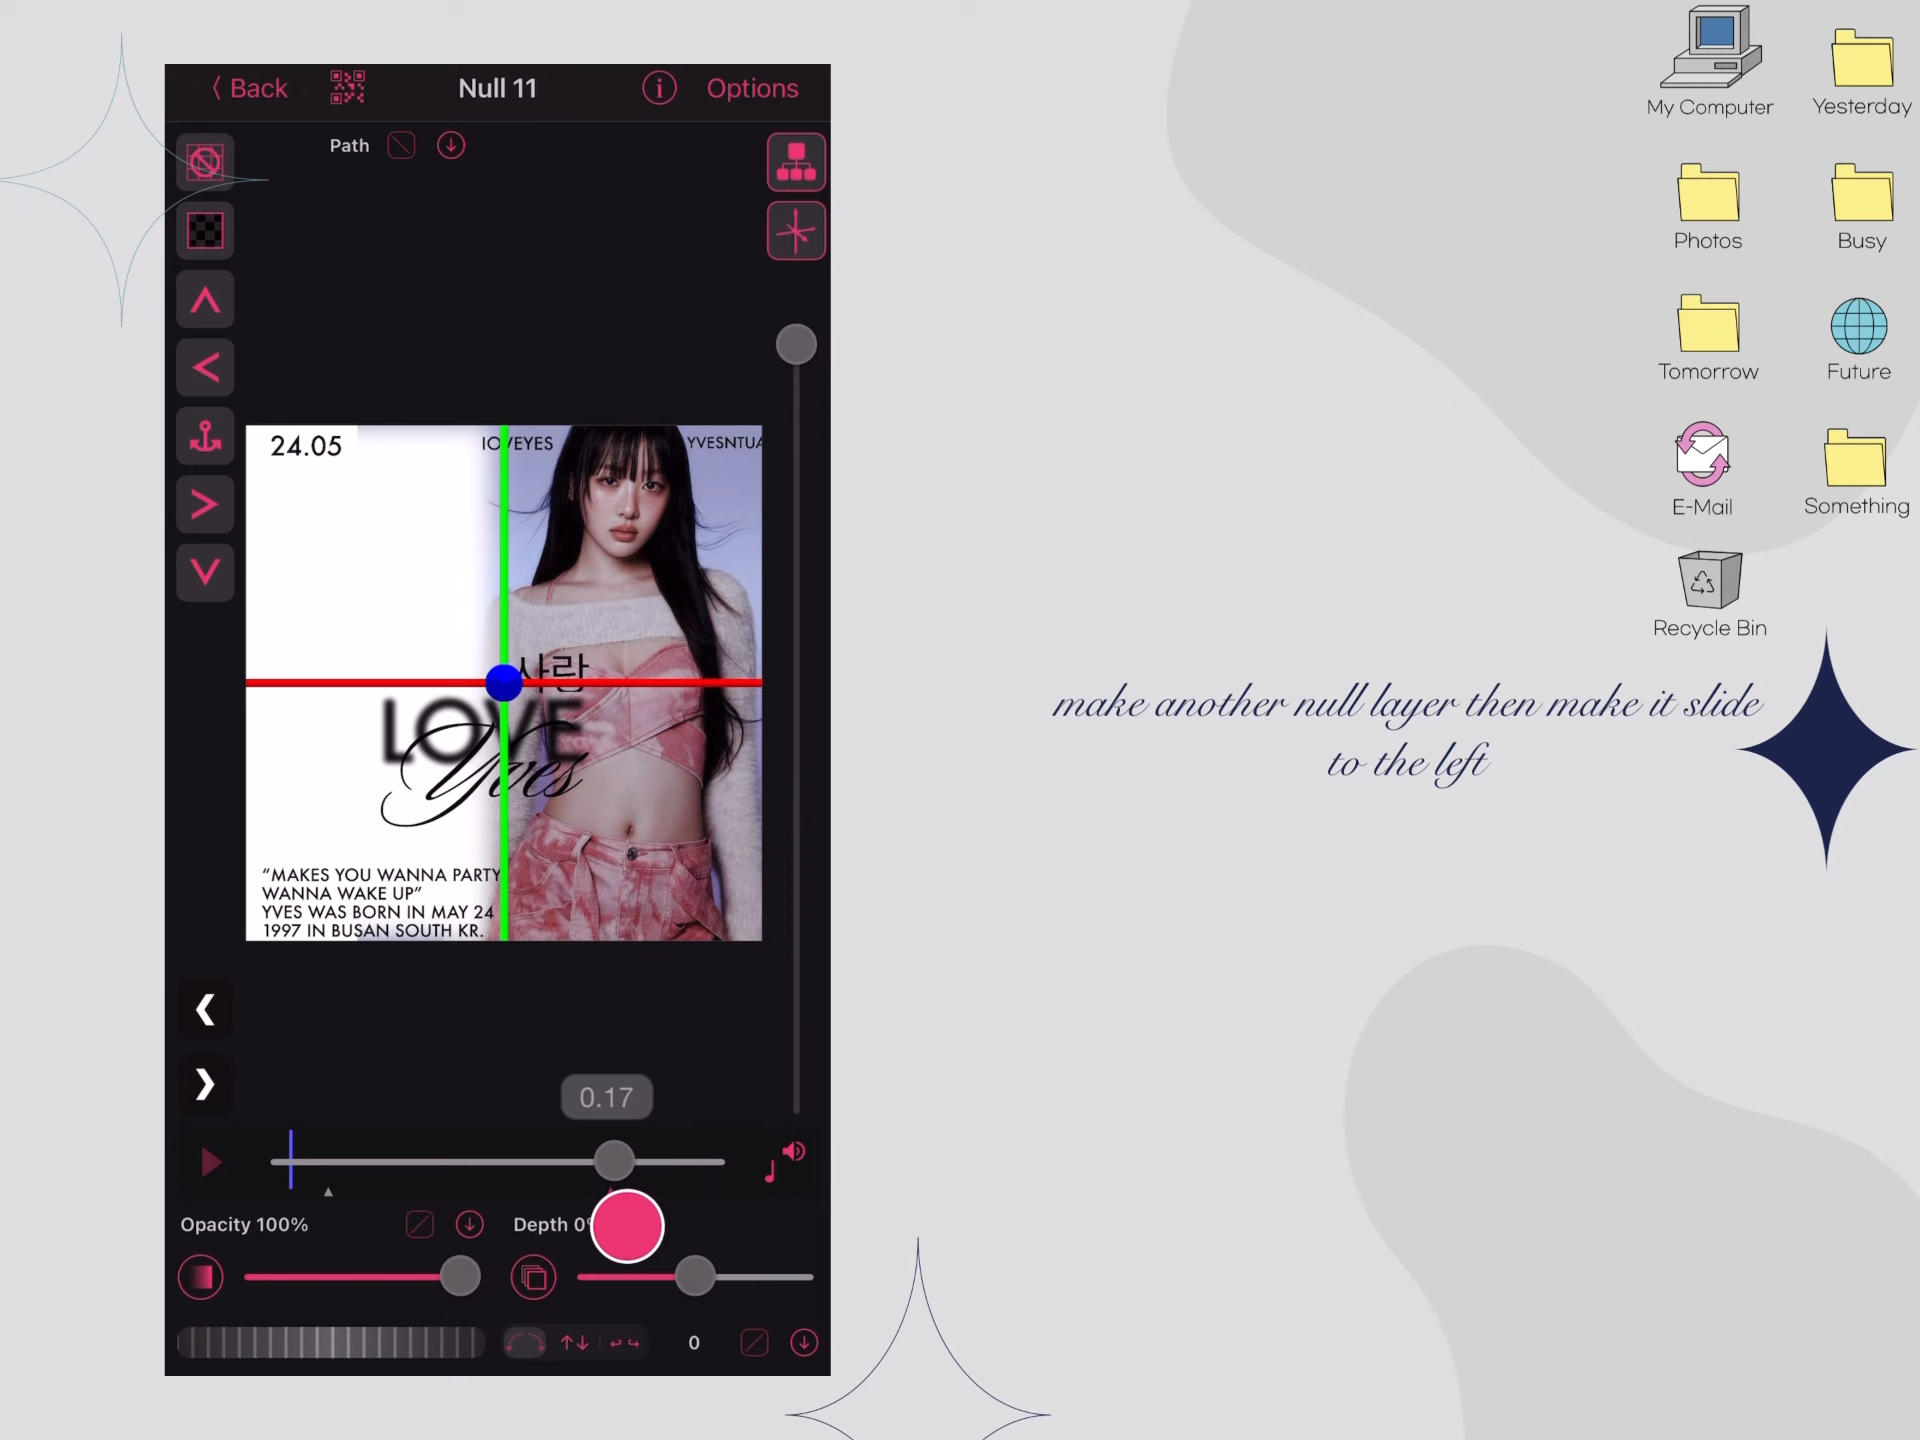 Back
Null 11
Options
Path
24.05
LOVEYES
YVESNTUA
사랑
LOVE
Yves
"MAKES YOU WANNA PARTY
WANNA WAKE UP"
YVES WAS BORN IN MAY 24
1997 IN BUSAN SOUTH KR.
0.17
Opacity 100%
Depth 0
0
My Computer
Yesterday
Photos
Busy
Tomorrow
Future
E-Mail
Something
Recycle Bin
make another null layer then make it slide
to the left